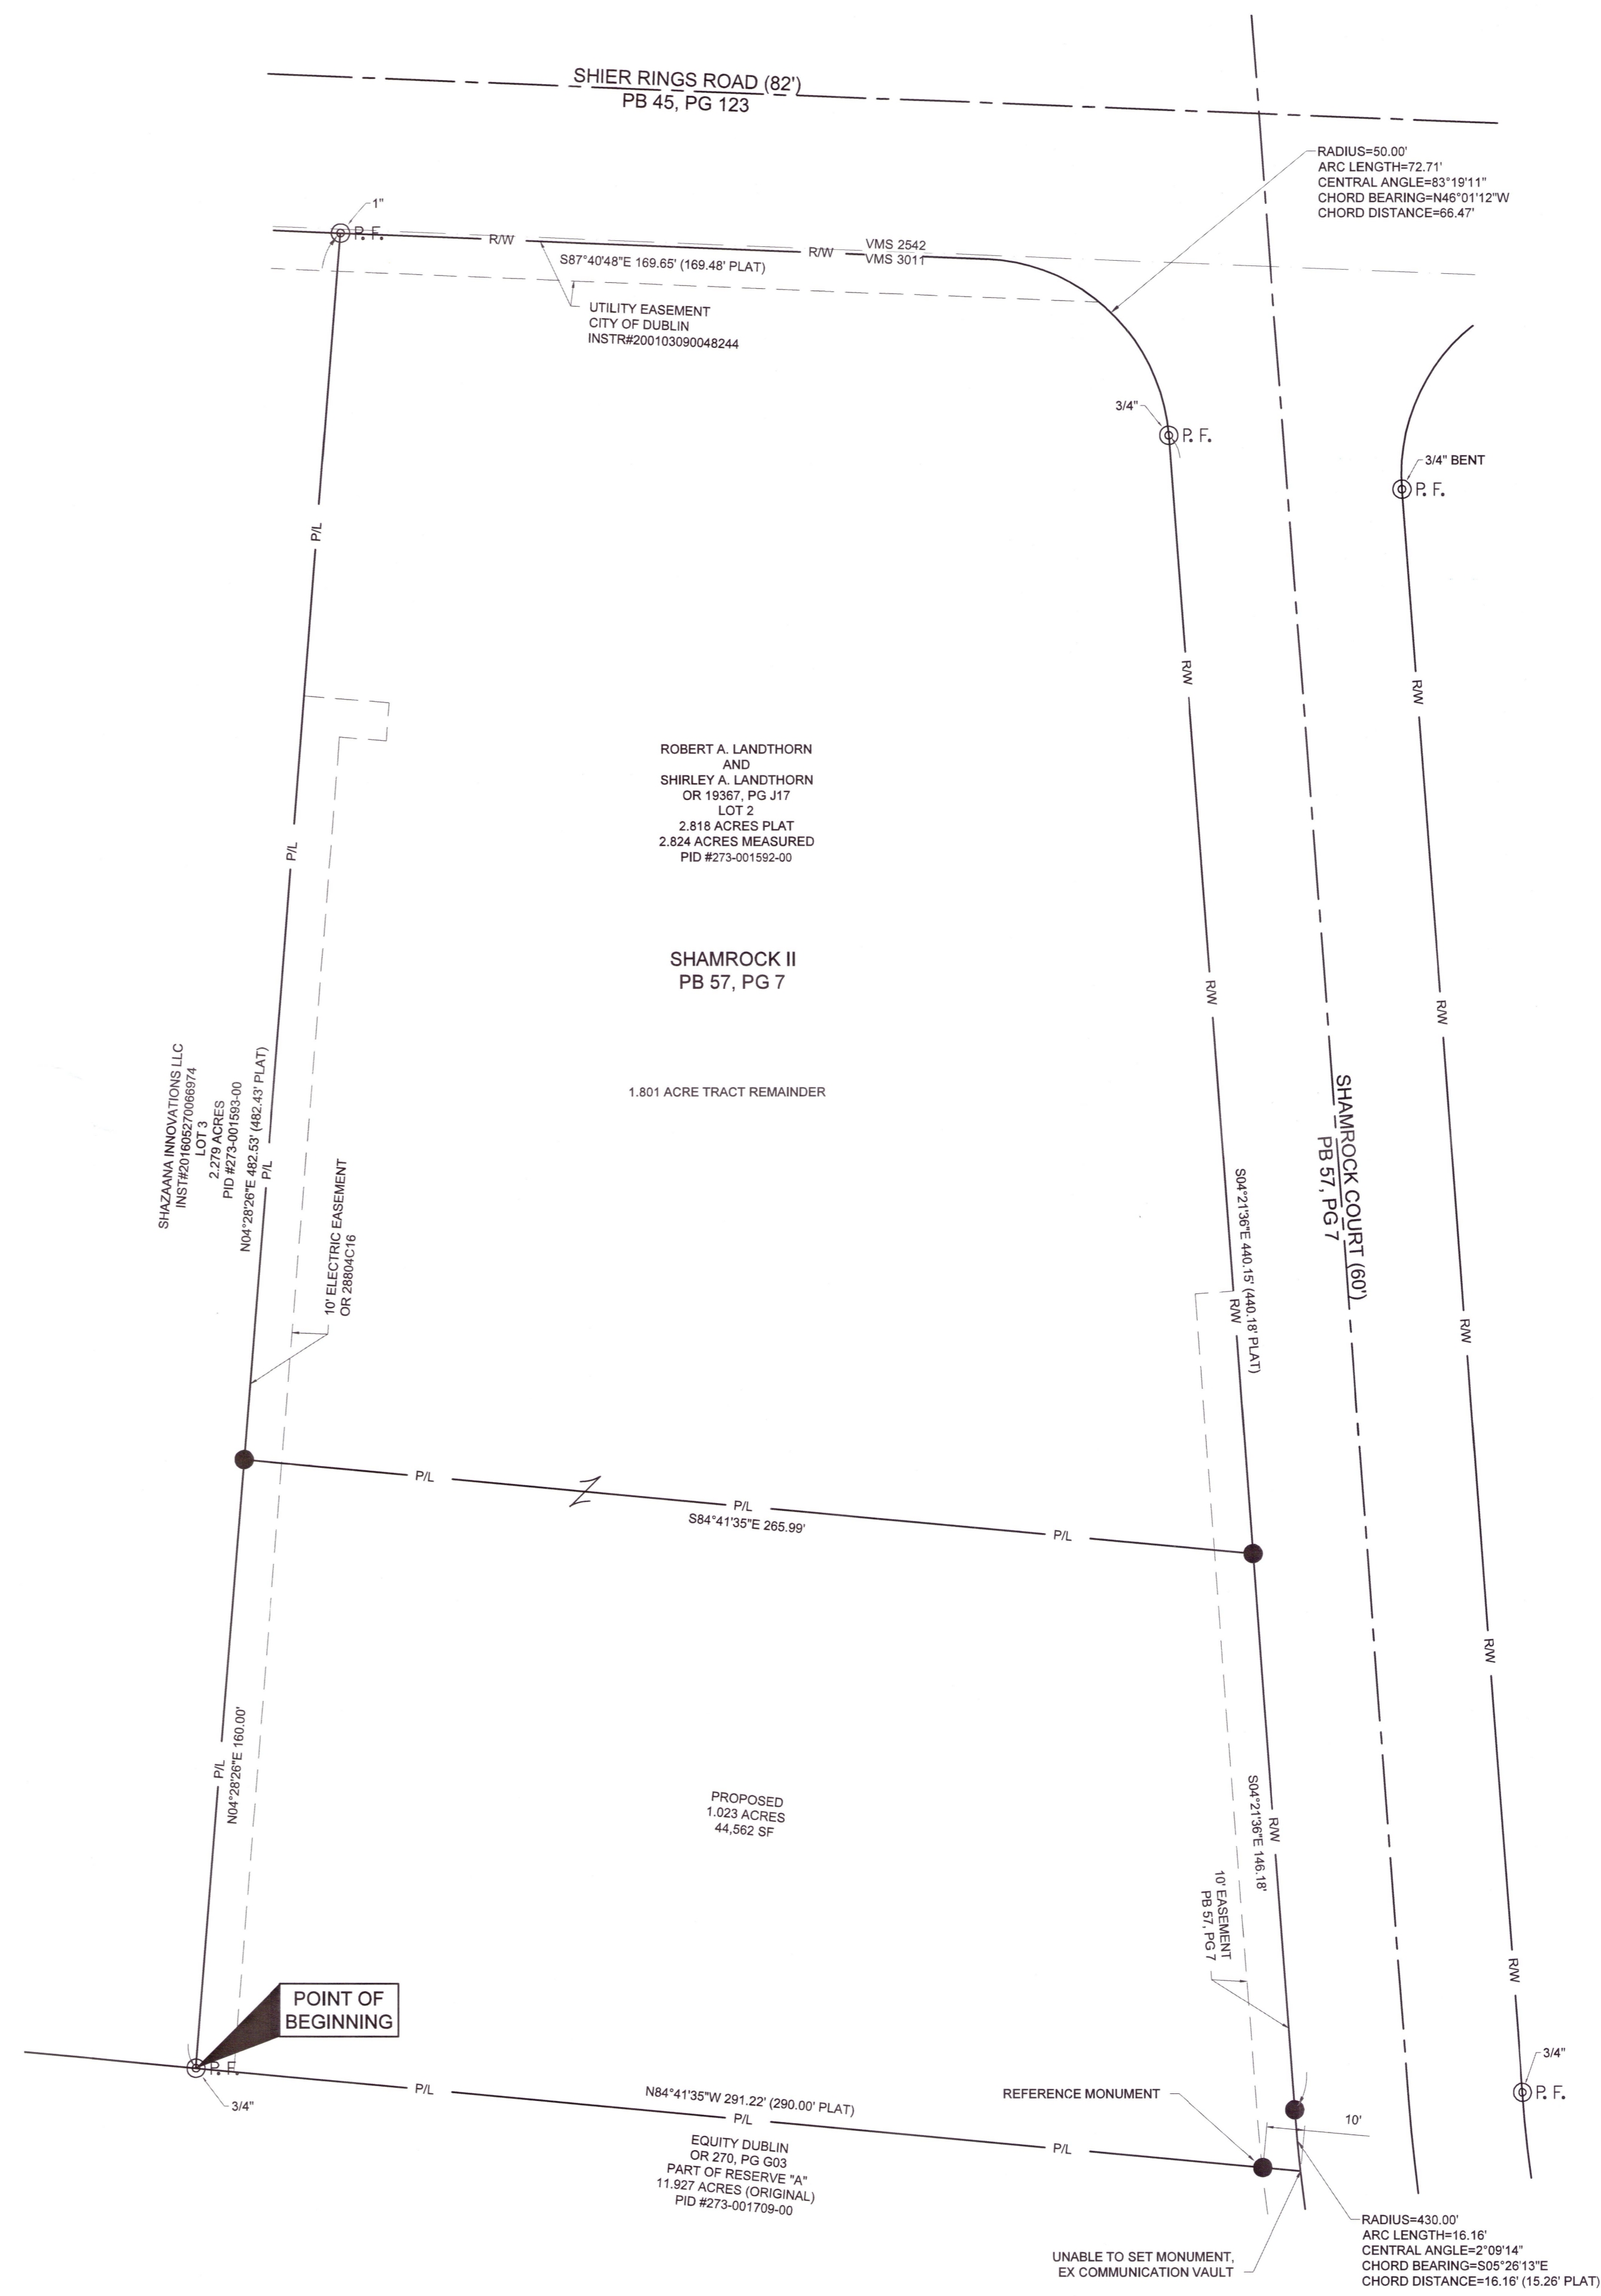 SHIER RINGS ROAD (82')
PB 45, PG 123
RADIUS=50.00'
ARC LENGTH=72.71'
CENTRAL ANGLE=83°19'11"
CHORD BEARING=N46°01'12"W
CHORD DISTANCE=66.47'
1"
P. F.
R/W
R/W
VMS 2542
VMS 3011
S87°40'48"E 169.65' (169.48' PLAT)
UTILITY EASEMENT
CITY OF DUBLIN
INSTR#200103090048244
3/4"
P. F.
3/4" BENT
P. F.
P/L
R/W
R/W
ROBERT A. LANDTHORN
AND
SHIRLEY A. LANDTHORN
OR 19367, PG J17
LOT 2
2.818 ACRES PLAT
2.824 ACRES MEASURED
PID #273-001592-00
P/L
SHAMROCK II
PB 57, PG 7
R/W
R/W
1.801 ACRE TRACT REMAINDER
SHAZAANA INNOVATIONS LLC
INST#201605270066974
LOT 3
2.279 ACRES
PID #273-001593-00
N04°28'26"E 482.53' (482.43' PLAT)
P/L
10' ELECTRIC EASEMENT
OR 28804C16
S04°21'36"E 440.15' (440.18' PLAT)
R/W
SHAMROCK COURT (60')
PB 57, PG 7
R/W
P/L
Z
P/L
S84°41'35"E 265.99'
P/L
R/W
P/L
N04°28'26"E 160.00'
PROPOSED
1.023 ACRES
44,562 SF
S04°21'36"E 146.18'
R/W
10' EASEMENT
PB 57, PG 7
R/W
POINT OF
BEGINNING
P. F.
3/4"
P/L
N84°41'35"W 291.22' (290.00' PLAT)
P/L
P/L
EQUITY DUBLIN
OR 270, PG G03
PART OF RESERVE "A"
11.927 ACRES (ORIGINAL)
PID #273-001709-00
REFERENCE MONUMENT
10'
3/4"
P. F.
UNABLE TO SET MONUMENT,
EX COMMUNICATION VAULT
RADIUS=430.00'
ARC LENGTH=16.16'
CENTRAL ANGLE=2°09'14"
CHORD BEARING=S05°26'13"E
CHORD DISTANCE=16.16' (15.26' PLAT)